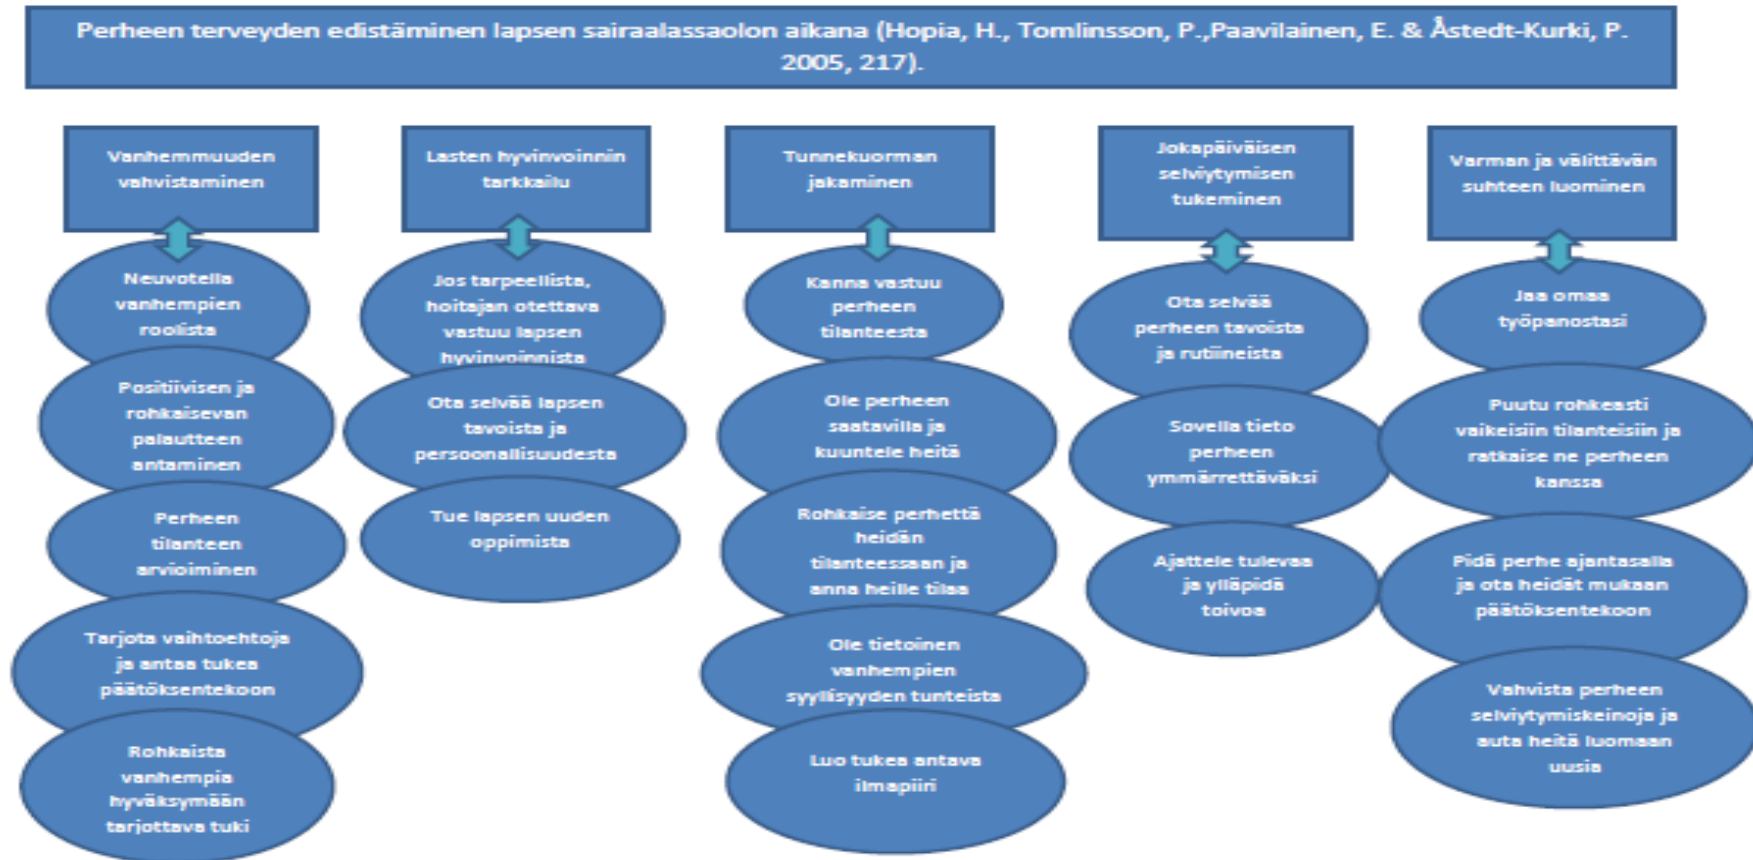 Perheen terveyden edistäminen lapsen sairaalassaolon aikana (Hopia, H., Tomlinsson, P.,Paavilainen, E. & Åstedt-Kurki, P.
2005, 217).
Vanhemmuuden
vahvistaminen
Neuvotella
vanhempien
roolista
Positiivisen ja
rohkaisevan
palautteen
antaminen
Perheen
tilanteen
arvioiminen
Tarjota vaihtoehtoja
ja antaa tukea
päätöksentekoon
Rohkaista
vanhempia
hyväksymään
tarjottava tuki
Lasten hyvinvoinnin
tarkkailu
Jos tarpeellista,
hoitajan otettava
vastuu lapsen
hyvinvoinnista
Ota selvää lapsen
tavoista ja
persoonallisuudesta
Tue lapsen uuden
oppimista
Tunnekuorman
jakaminen
Kanna vastuu
perheen
tilanteesta
Ole perheen
saatavilla ja
kuuntele heitä
Rohkaise perhettä
heidän
tilanteessaan ja
anna heille tilaa
Ole tietoinen
vanhempien
syyllisyyden tunteista
Luo tukea antava
ilmapiiri
Jokapäiväisen
selviytymisen
tukeminen
Ota selvää
perheen tavoista
ja rutiineista
Sovella tieto
perheen
ymmärrettäväksi
Ajattele tulevaa
ja ylläpidä
toivoa
Varman ja välittävän
suhteen luominen
Jaa omaa
työpanostasi
Puutu rohkeasti
vaikeisiin tilanteisiin ja
ratkaise ne perheen
kanssa
Pidä perhe ajantasalla
ja ota heidät mukaan
päätöksentekoon
Vahvista perheen
selviytymiskeinoja ja
auta heitä luomaan
uusia